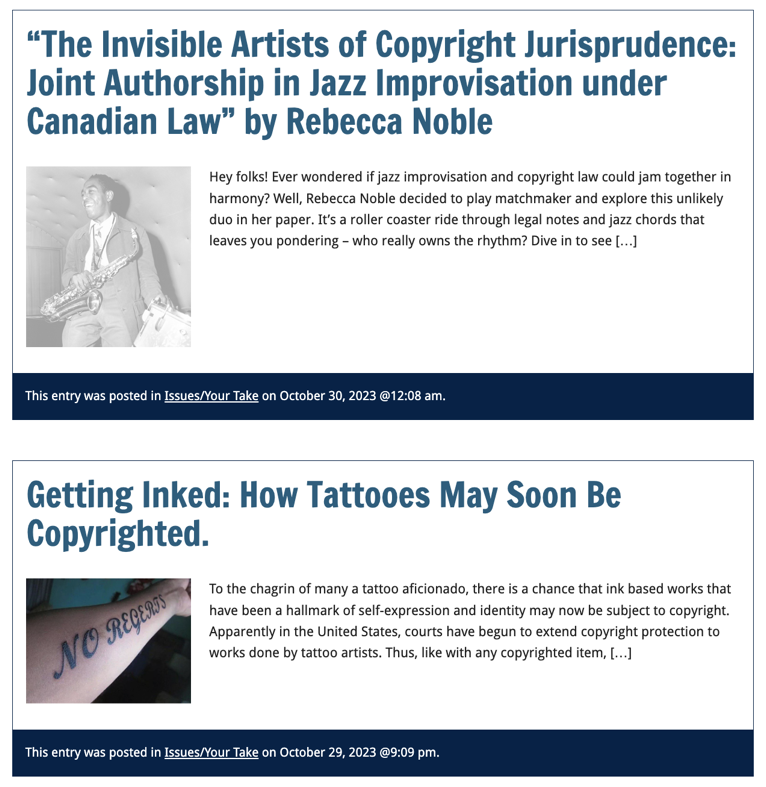 “The Invisible Artists of Copyright Jurisprudence:
Joint Authorship in Jazz Improvisation under
Canadian Law” by Rebecca Noble
Hey folks! Ever wondered if jazz improvisation and copyright law could jam together in
harmony? Well, Rebecca Noble decided to play matchmaker and explore this unlikely
duo in her paper. It’s a roller coaster ride through legal notes and jazz chords that
leaves you pondering – who really owns the rhythm? Dive in to see […]
This entry was posted in Issues/Your Take on October 30, 2023 @12:08 am.
Getting Inked: How Tattooes May Soon Be
Copyrighted.
NO REGERTS
To the chagrin of many a tattoo aficionado, there is a chance that ink based works that
have been a hallmark of self-expression and identity may now be subject to copyright.
Apparently in the United States, courts have begun to extend copyright protection to
works done by tattoo artists. Thus, like with any copyrighted item, […]
This entry was posted in Issues/Your Take on October 29, 2023 @9:09 pm.